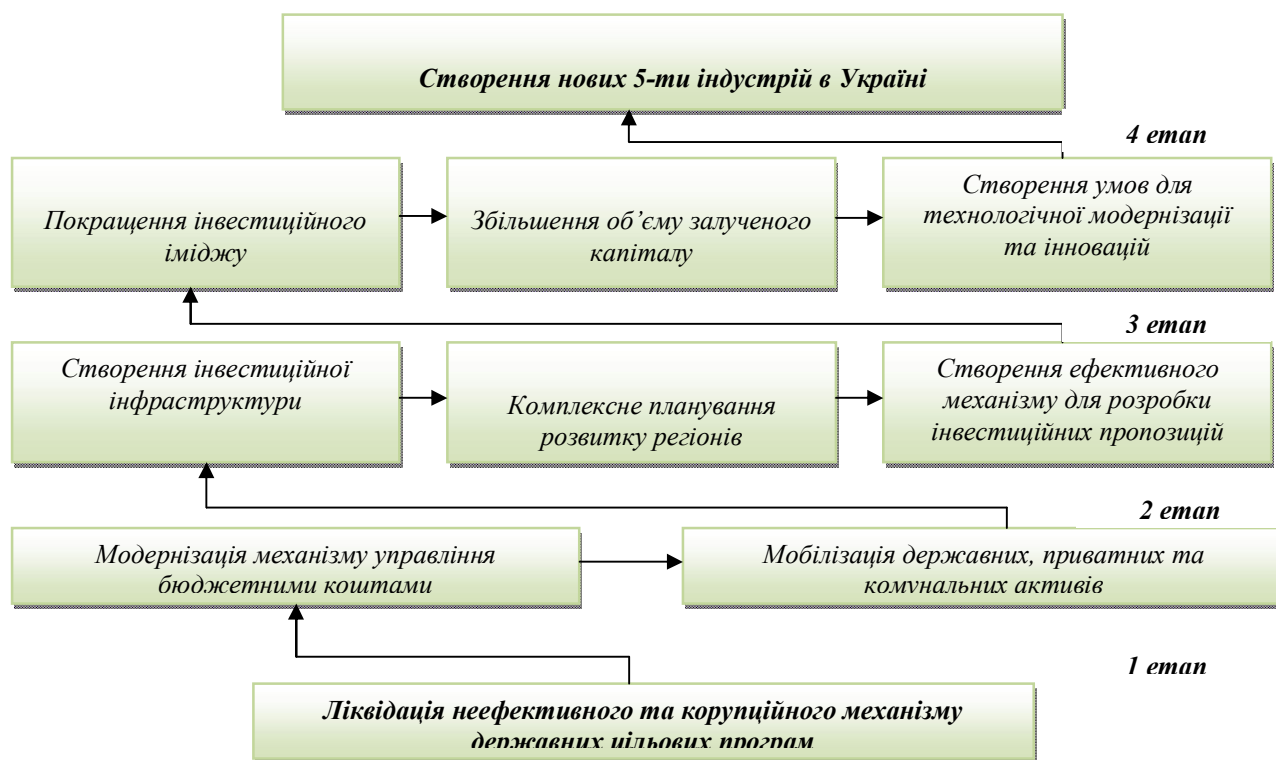 Створення нових 5-ти індустрій в Україні
4 етап
Покращення інвестиційного
іміджу
Збільшення об’єму залученого
капіталу
Створення умов для
технологічної модернізації
та інновацій
3 етап
Створення інвестиційної
інфраструктури
Комплексне планування
розвитку регіонів
Створення ефективного
механізму для розробки
інвестиційних пропозицій
2 етап
Модернізація механізму управління
бюджетними коштами
Мобілізація державних, приватних та
комунальних активів
1 етап
Ліквідація неефективного та корупційного механізму
державних цільових програм